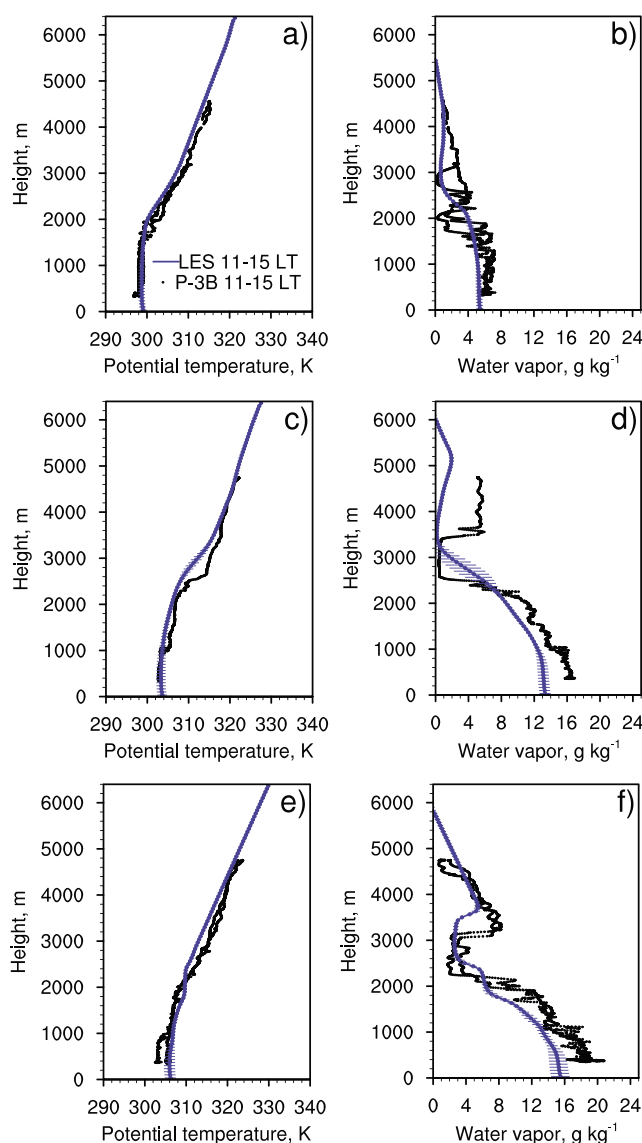 a)
b)
6000
5000
4000
3000
2000
1000
0
Height, m
LES 11-15 LT
P-3B 11-15 LT
290 300 310 320 330 340
Potential temperature, K
6000
5000
4000
3000
2000
1000
0
Height, m
0 4 8 12 16 20 24
Water vapor, g kg⁻¹
c)
d)
6000
5000
4000
3000
2000
1000
0
Height, m
290 300 310 320 330 340
Potential temperature, K
6000
5000
4000
3000
2000
1000
0
Height, m
0 4 8 12 16 20 24
Water vapor, g kg⁻¹
e)
f)
6000
5000
4000
3000
2000
1000
0
Height, m
290 300 310 320 330 340
Potential temperature, K
6000
5000
4000
3000
2000
1000
0
Height, m
0 4 8 12 16 20 24
Water vapor, g kg⁻¹